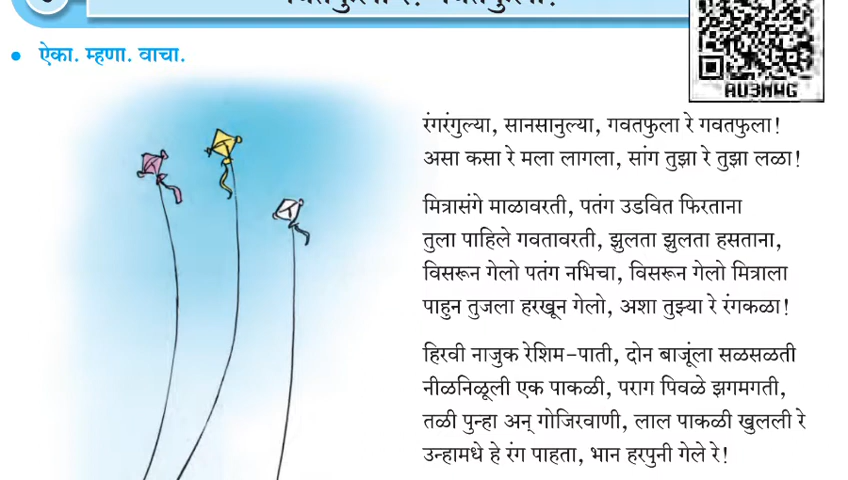 ऐका. म्हणा. वाचा.
AU3MWG
रंगरंगुल्या, सानसानुल्या, गवतफुला रे गवतफुला!
असा कसा रे मला लागला, सांग तुझा रे तुझा लळा!
मित्रासंगे माळावरती, पतंग उडवित फिरताना
तुला पाहिले गवतावरती, झुलता झुलता हसताना,
विसरून गेलो पतंग नभिचा, विसरून गेलो मित्राला
पाहुन तुजला हरखून गेलो, अशा तुझ्या रे रंगकळा!
हिरवी नाजुक रेशिम-पाती, दोन बाजूंला सळसळती
नीळनिळूली एक पाकळी, पराग पिवळे झगमगती,
तळी पुन्हा अन् गोजिरवाणी, लाल पाकळी खुलली रे
उन्हामधे हे रंग पाहता, भान हरपुनी गेले रे!